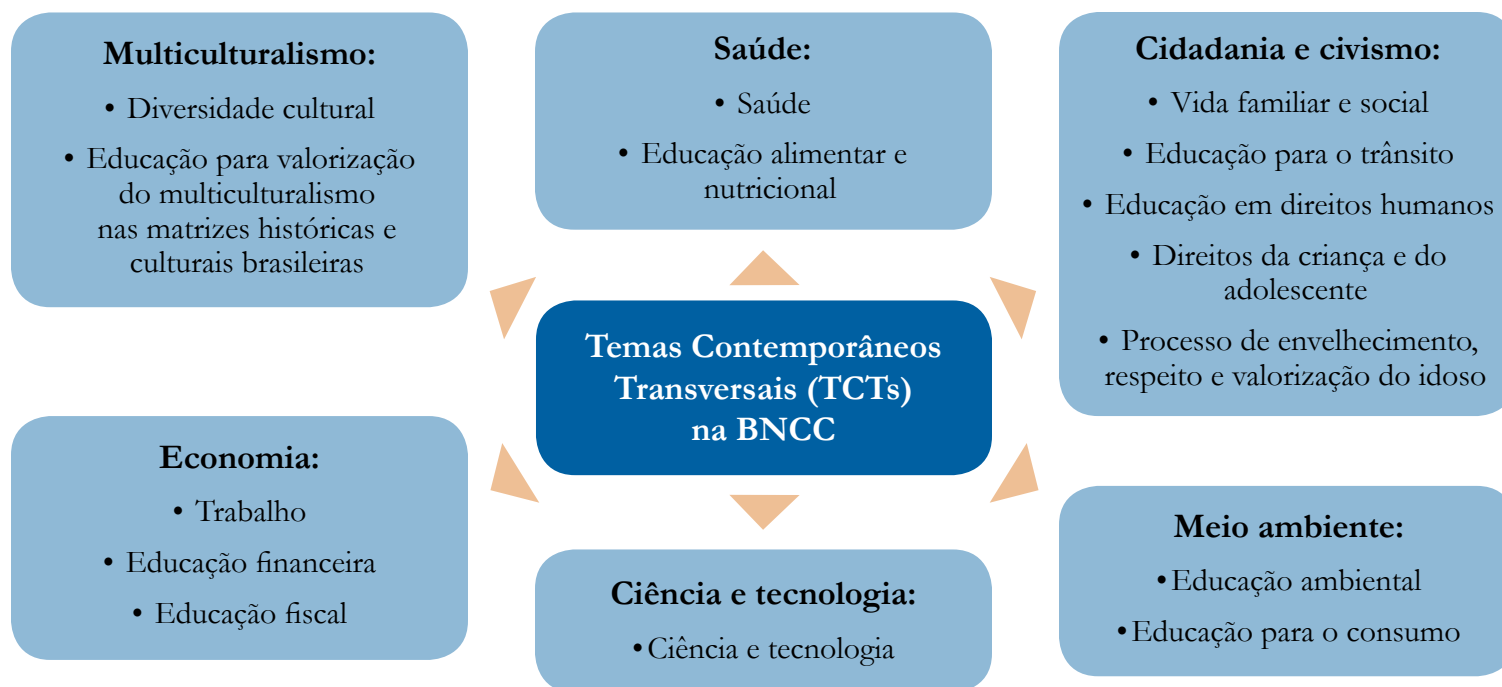 Multiculturalismo:
• Diversidade cultural
• Educação para valorização
do multiculturalismo
nas matrizes históricas e
culturais brasileiras
Saúde:
• Saúde
• Educação alimentar e
nutricional
Cidadania e civismo:
• Vida familiar e social
• Educação para o trânsito
• Educação em direitos humanos
• Direitos da criança e do
adolescente
• Processo de envelhecimento,
respeito e valorização do idoso
Temas Contemporâneos
Transversais (TCTs)
na BNCC
Economia:
• Trabalho
• Educação financeira
• Educação fiscal
Ciência e tecnologia:
• Ciência e tecnologia
Meio ambiente:
• Educação ambiental
• Educação para o consumo